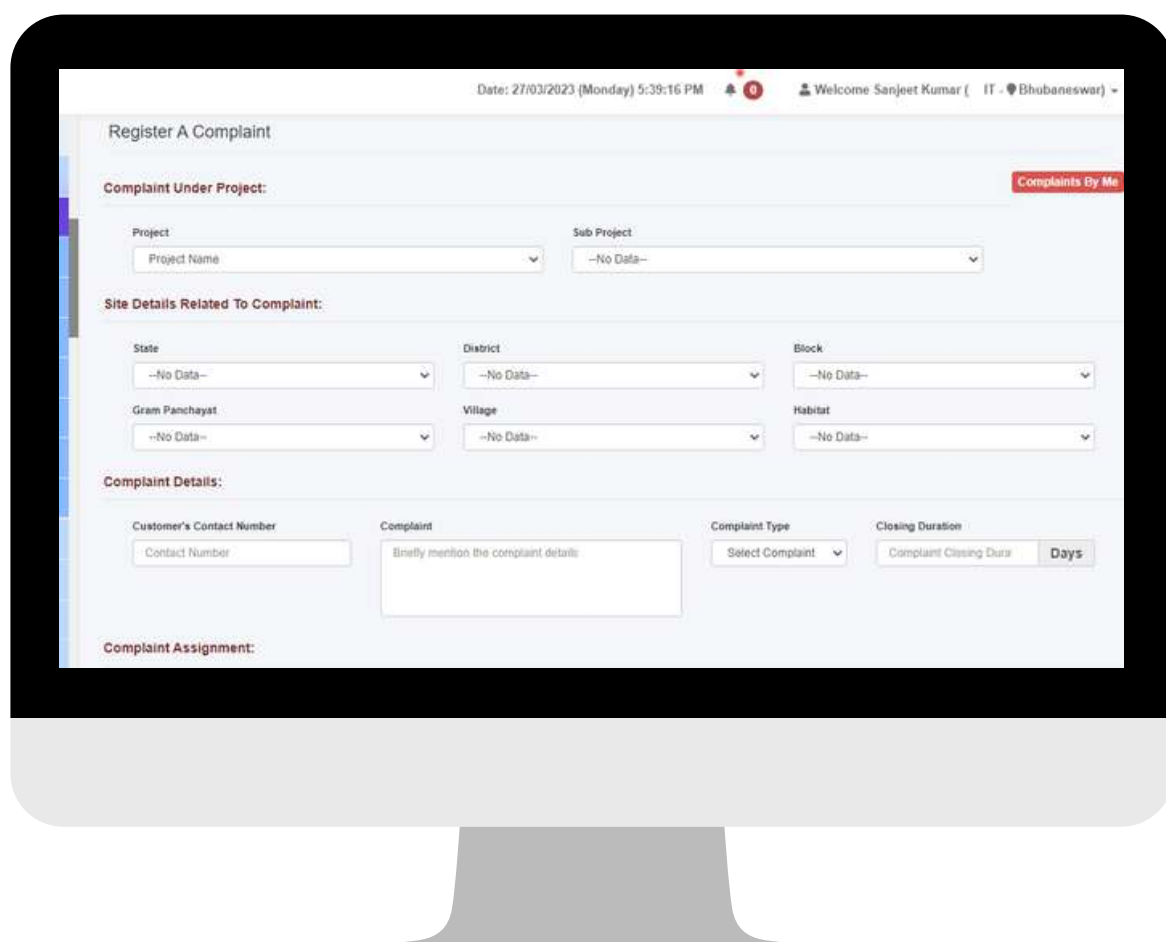 Date: 27/03/2023 (Monday) 5:39:16 PM 0 Welcome Sanjeet Kumar ( IT - Bhubaneswar)
Register A Complaint
Complaint Under Project: Complaints By Me
Project Sub Project
Project Name --No Data--
Site Details Related To Complaint:
State District Block
--No Data-- --No Data-- --No Data--
Gram Panchayat Village Habitat
--No Data-- --No Data-- --No Data--
Complaint Details:
Customer's Contact Number Complaint Complaint Type Closing Duration
Contact Number Briefly mention the complaint details Select Complaint Complaint Closing Dura Days
Complaint Assignment: